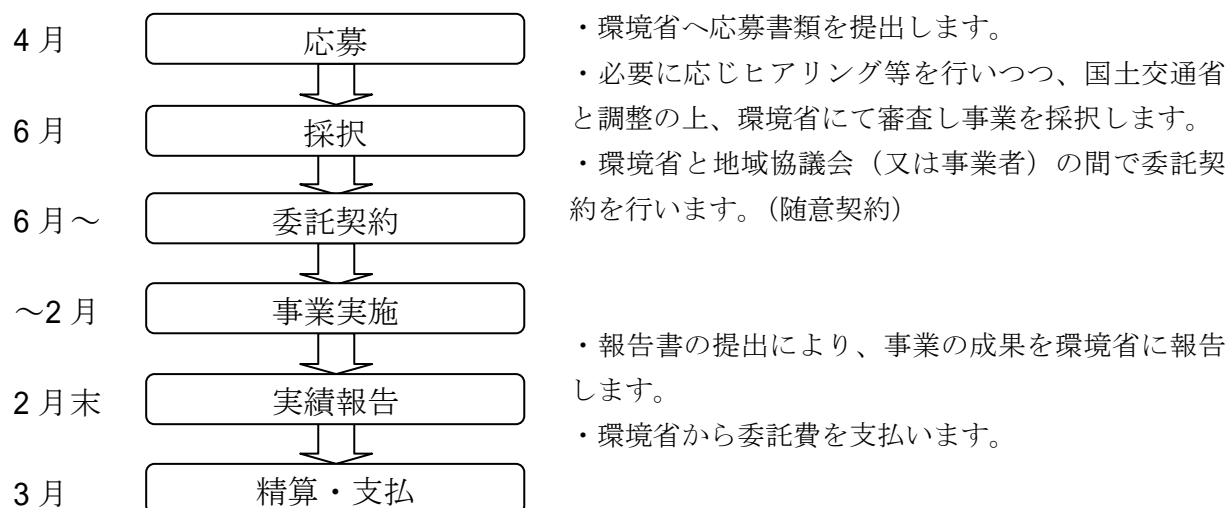 4 月 応募
6 月 採択
6 月～ 委託契約
～2 月 事業実施
2 月末 実績報告
3 月 精算・支払
・環境省へ応募書類を提出します。
・必要に応じヒアリング等を行いつつ、国土交通省
と調整の上、環境省にて審査し事業を採択します。
・環境省と地域協議会（又は事業者）の間で委託契
約を行います。（随意契約）
・報告書の提出により、事業の成果を環境省に報告
します。
・環境省から委託費を支払います。